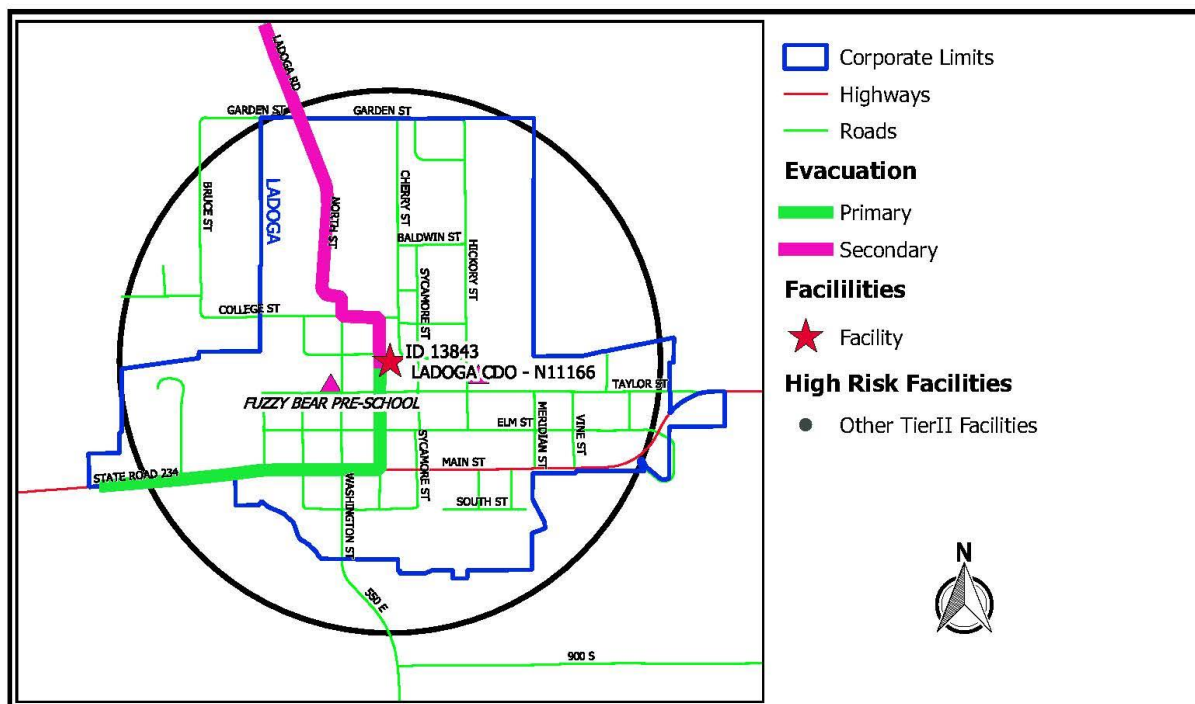 LADOGA RD
GARDEN ST
GARDEN ST
BRUCE ST
LADOGA
NORTH ST
CHERRY ST
BALDWIN ST
HICKORY ST
SYCAMORE ST
COLLEGE ST
ID 13843
LADOGA CDO - N11166
TAYLOR ST
FUZZY BEAR PRE-SCHOOL
ELM ST
MERIDIAN ST
VINE ST
SYCAMORE ST
MAIN ST
STATE ROAD 234
WASHINGTON ST
SOUTH ST
550 E
900 S
Corporate Limits
Highways
Roads
Evacuation
Primary
Secondary
Facililities
Facility
High Risk Facilities
Other TierII Facilities
N